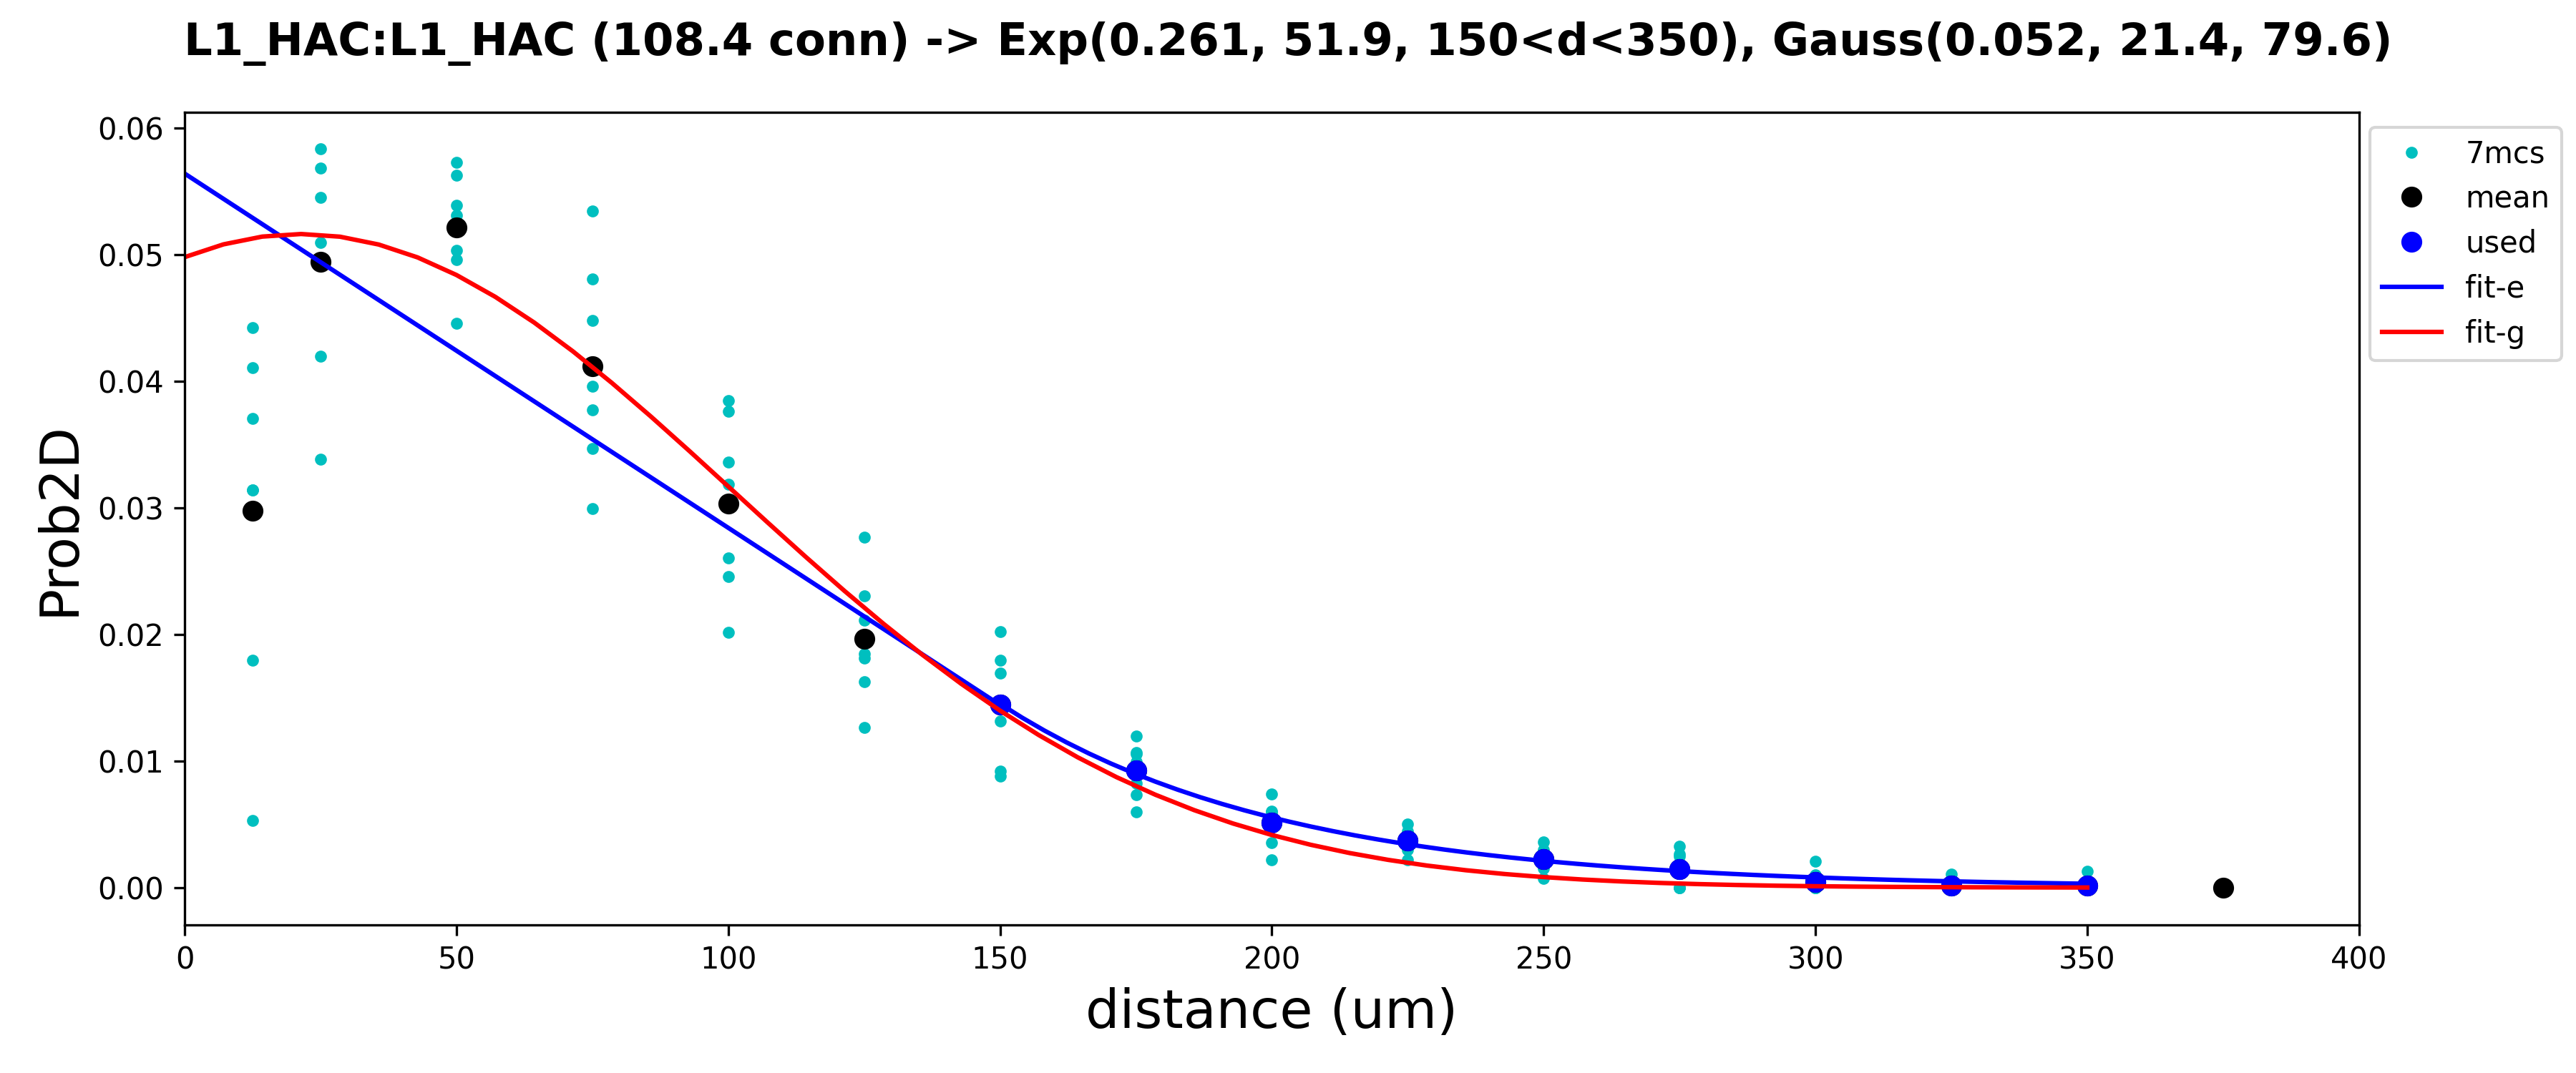 L1_HAC:L1_HAC (108.4 conn) -> Exp(0.261, 51.9, 150<d<350), Gauss(0.052, 21.4, 79.6)
0.06
0.05
0.04
0.03
0.02
0.01
0.00
Prob2D
0 50 100 150 200 250 300 350 400
distance (um)
7mcs
mean
used
fit-e
fit-g